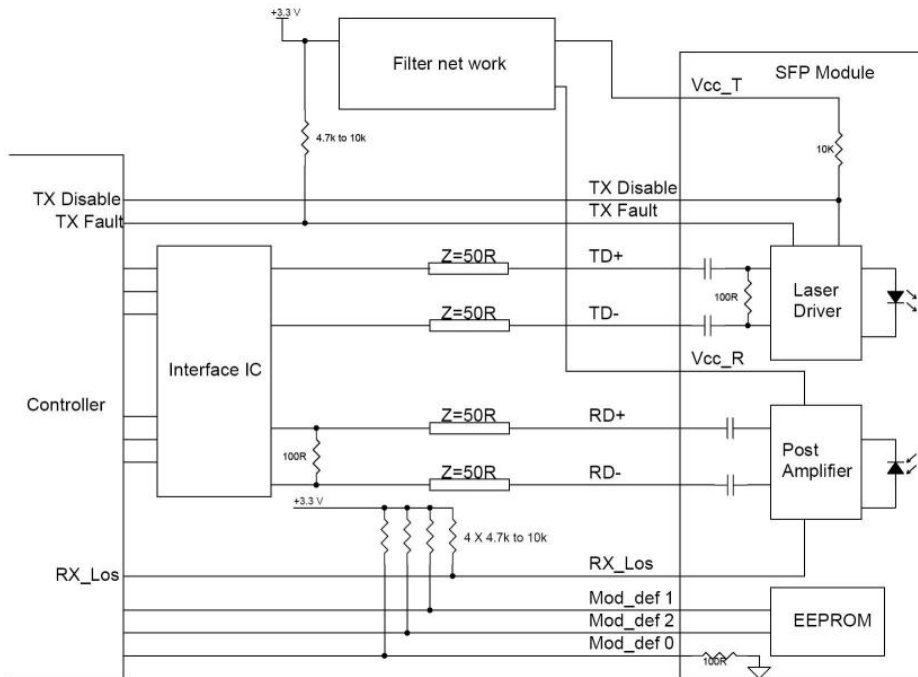 +3.3 V
Filter net work
SFP Module
Vcc_T
4.7k to 10k
10K
TX Disable
TX Disable
TX Fault
TX Fault
Z=50R
TD+
100R
Laser
Driver
Z=50R
TD-
Vcc_R
Interface IC
Controller
Z=50R
RD+
100R
Post
Amplifier
Z=50R
RD-
+3.3 V
4 X 4.7k to 10k
RX_Los
RX_Los
Mod_def 1
Mod_def 2
EEPROM
Mod_def 0
100R